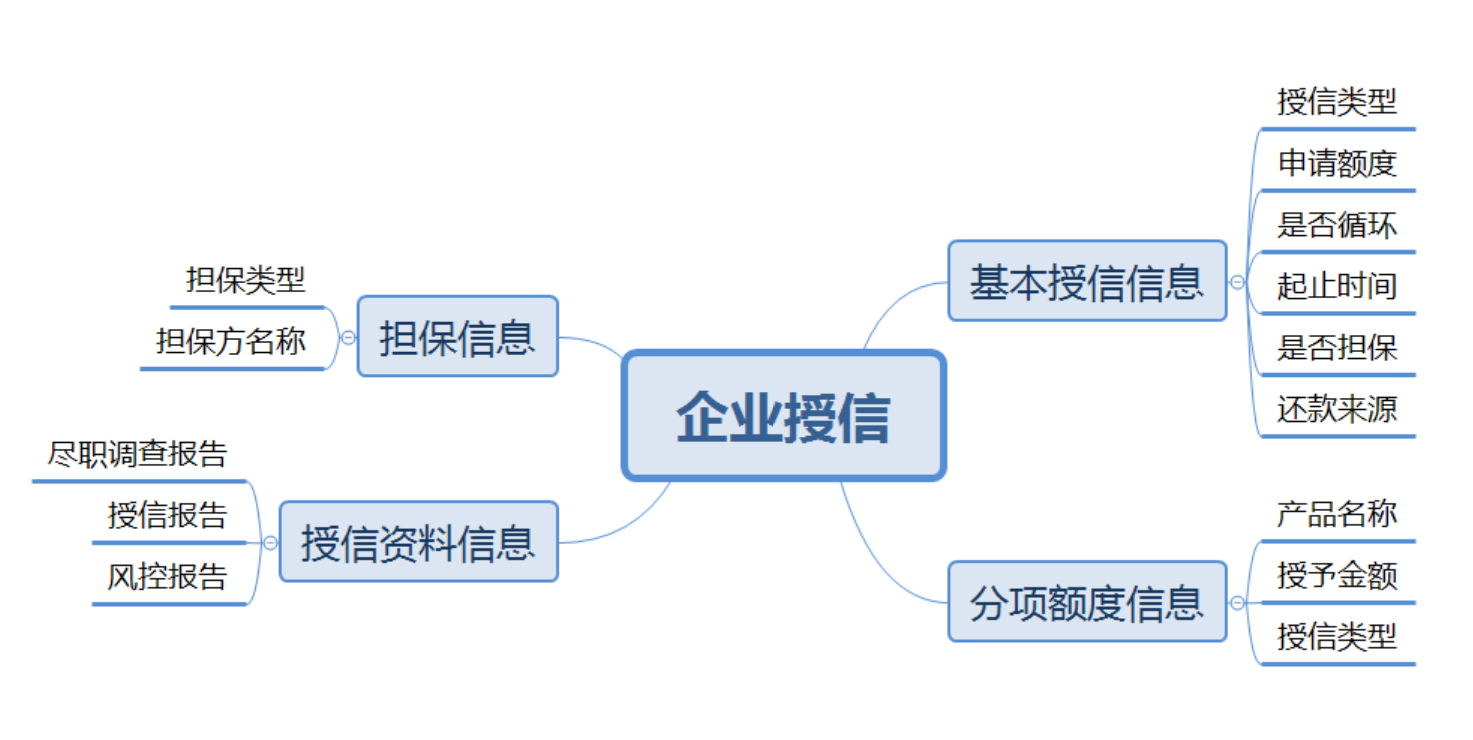 企业授信
基本授信信息
授信类型
申请额度
是否循环
起止时间
是否担保
还款来源
分项额度信息
产品名称
授予金额
授信类型
担保信息
担保类型
担保方名称
授信资料信息
尽职调查报告
授信报告
风控报告